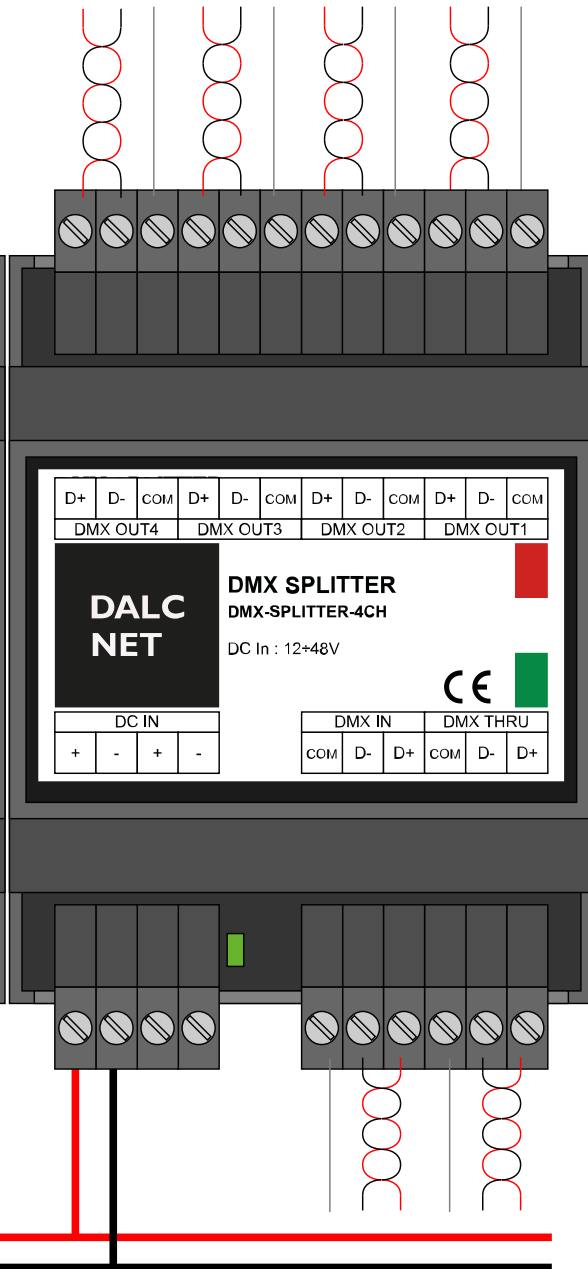 D+ D- COM D+ D- COM D+ D- COM D+ D- COM
DMX OUT4 DMX OUT3 DMX OUT2 DMX OUT1
DALC
NET
DMX SPLITTER
DMX-SPLITTER-4CH
DC In : 12÷48V
CE
DC IN DMX IN DMX THRU
+ - + - COM D- D+ COM D- D+